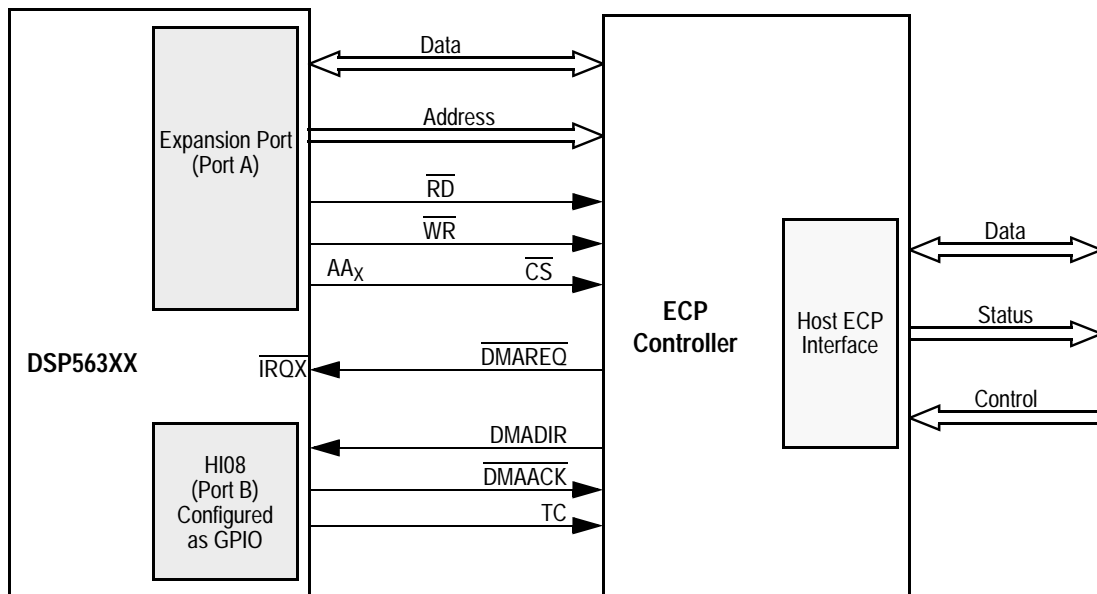 Data
Address
Expansion Port
(Port A)
RD
WR
AAX
CS
Data
ECP
Controller
Host ECP
Interface
Status
DSP563XX
IRQX
DMAREQ
Control
DMADIR
HI08
(Port B)
Configured
as GPIO
DMAACK
TC